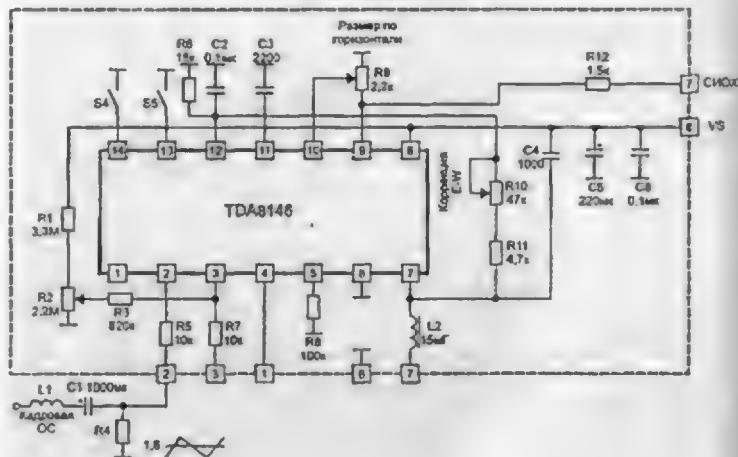 Размер по
горизонтали
R6
18к
C2
0,1мк
C3
2200
R9
2,2к
R12
1,5к
7
СИОХ
S4
S5
8
VS
14
13
12
11
10
9
8
C4
1000
C5
220мк
C6
0,1мк
Коррекция
E-W
R10
47к
R1
3,3М
TDA8146
R11
4,7к
1
2
3
4
5
6
7
R2
2,2М
R3
820к
R5
10к
R7
10к
R8
100к
L2
15мГ
2
3
1
6
7
L1
C1 1000мк
Кадровая
ОС
R4
1,8